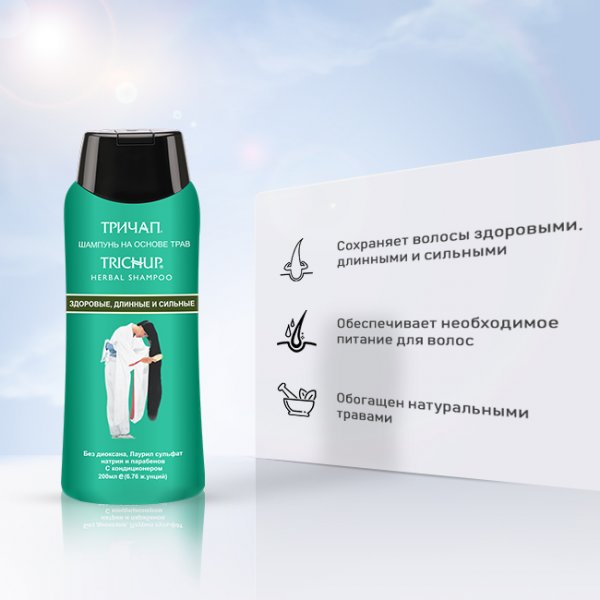 ТРИЧАП®
ШАМПУНЬ НА ОСНОВЕ ТРАВ
TRICHUP®
HERBAL SHAMPOO
ЗДОРОВЫЕ, ДЛИННЫЕ И СИЛЬНЫЕ
Без диоксана, Лаурил сульфат
натрия и парабенов
С кондиционером
200мл e (6.76 ж.унций)
Сохраняет волосы здоровыми.
длинными и сильными
Обеспечивает необходимое
питание для волос
Обогащен натуральными
травами